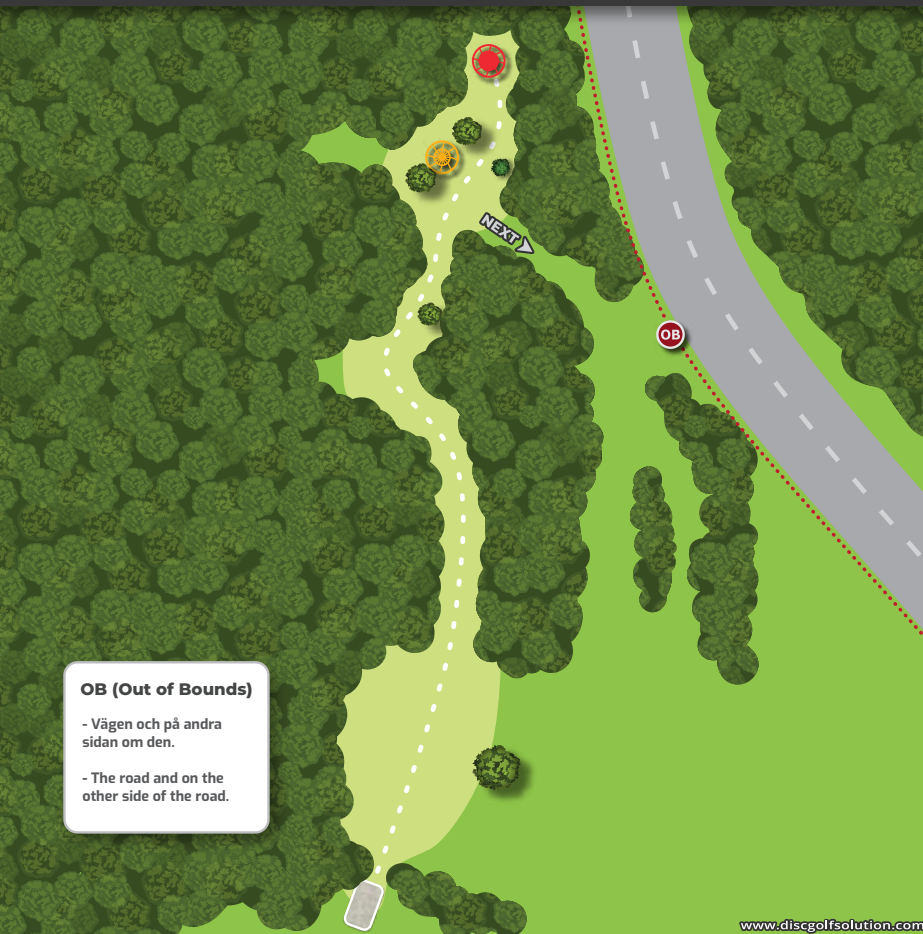 NEXT
OB
OB (Out of Bounds)
- Vägen och på andra
sidan om den.
- The road and on the
other side of the road.
www.discgolfsolution.com